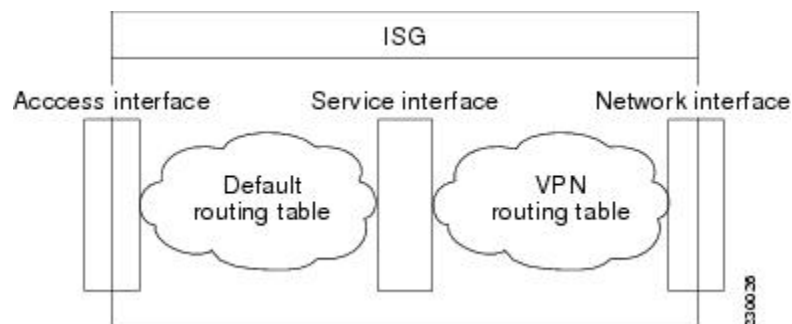 ISG
Acccess interface
Service interface
Network interface
Default
routing table
VPN
routing table